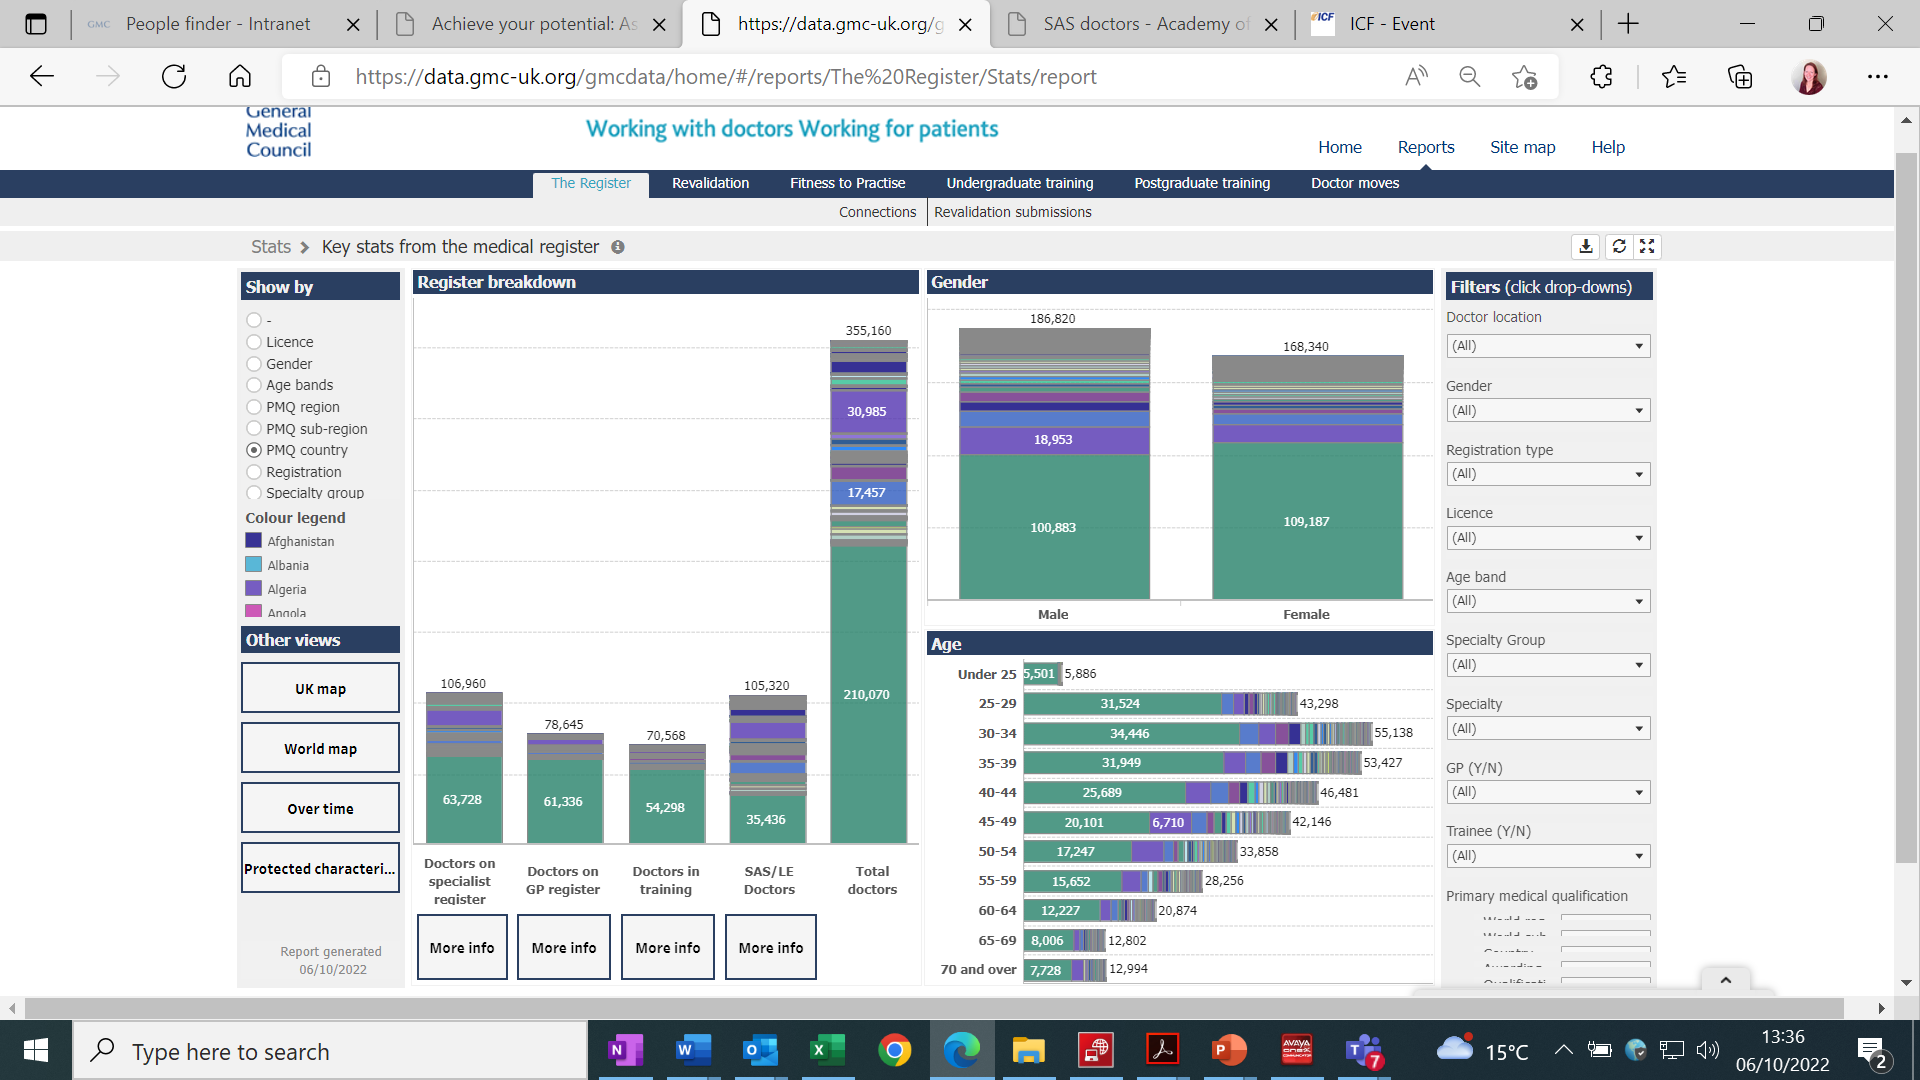 People finder - Intranet
Achieve your potential: As
https://data.gmc-uk.org/g
SAS doctors - Academy of
ICF
ICF - Event
https://data.gmc-uk.org/gmcdata/home/#/reports/The%20Register/Stats/report
General
Medical
Council
Working with doctors Working for patients
Home
Reports
Site map
Help
The Register
Revalidation
Fitness to Practise
Undergraduate training
Postgraduate training
Doctor moves
Connections
Revalidation submissions
Stats
Key stats from the medical register
Show by
-
Licence
Gender
Age bands
PMQ region
PMQ sub-region
PMQ country
Registration
Specialty group
Colour legend
Afghanistan
Albania
Algeria
Angola
Other views
UK map
World map
Over time
Protected characteri...
Report generated
06/10/2022
Register breakdown
106,960
78,645
70,568
105,320
355,160
30,985
17,457
63,728
61,336
54,298
35,436
210,070
Doctors on
specialist
register
Doctors on
GP register
Doctors in
training
SAS/LE
Doctors
Total
doctors
More info
More info
More info
More info
Gender
186,820
168,340
18,953
100,883
109,187
Male
Female
Age
Under 25 5,501 5,886
25-29 31,524 43,298
30-34 34,446 55,138
35-39 31,949 53,427
40-44 25,689 46,481
45-49 20,101 6,710 42,146
50-54 17,247 33,858
55-59 15,652 28,256
60-64 12,227 20,874
65-69 8,006 12,802
70 and over 7,728 12,994
Filters (click drop-downs)
Doctor location
(All)
Gender
(All)
Registration type
(All)
Licence
(All)
Age band
(All)
Specialty Group
(All)
Specialty
(All)
GP (Y/N)
(All)
Trainee (Y/N)
(All)
Primary medical qualification
Type here to search
15°C
13:36
06/10/2022
7
2